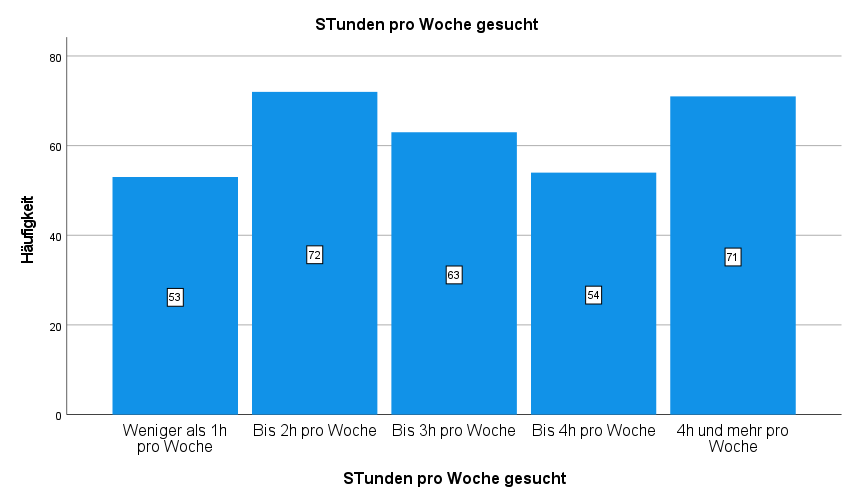 STunden pro Woche gesucht
Häufigkeit
80
60
40
20
0
53
72
63
54
71
Weniger als 1h
pro Woche
Bis 2h pro Woche
Bis 3h pro Woche
Bis 4h pro Woche
4h und mehr pro
Woche
STunden pro Woche gesucht